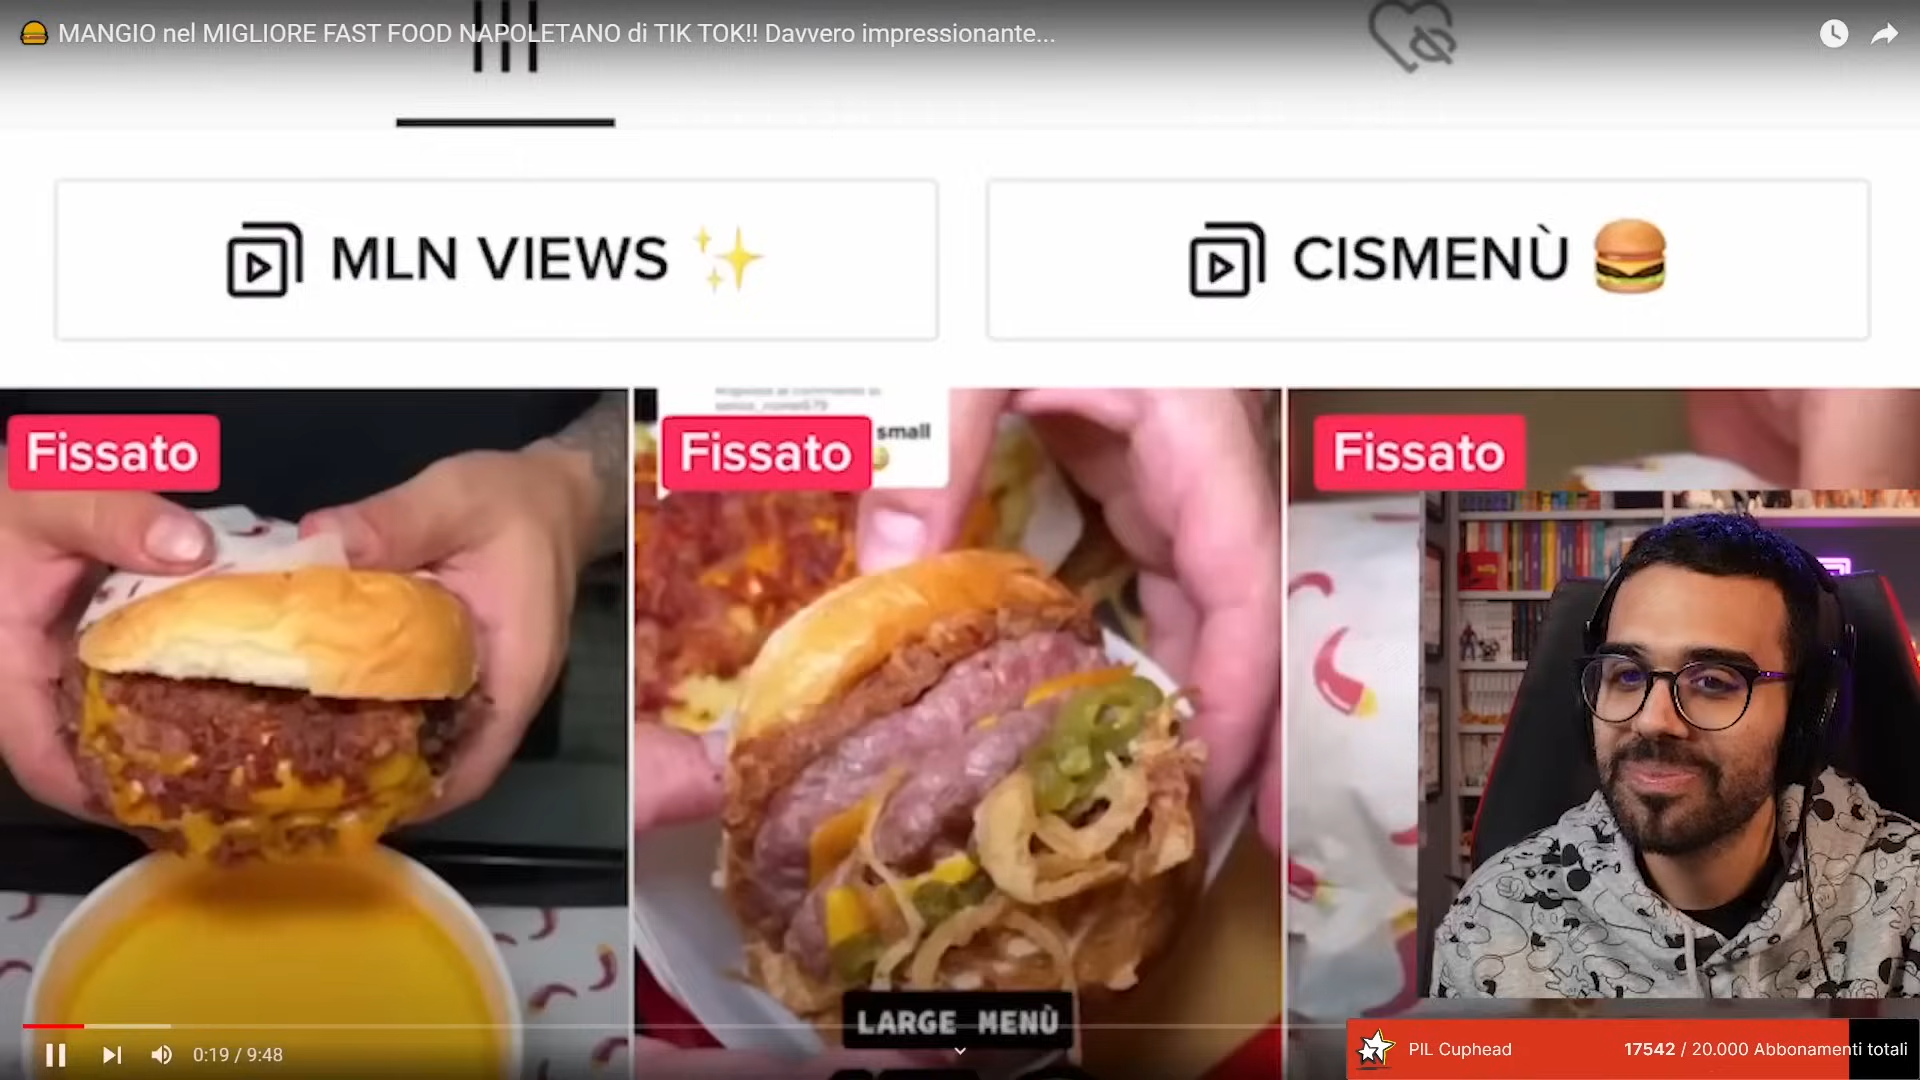 🍔 MANGIO nel MIGLIORE FAST FOOD NAPOLETANO di TIK TOK!! Davvero impressionante...
MLN VIEWS ✨
CISMENÙ 🍔
Fissato
Fissato
small
Fissato
LARGE MENÙ
0:19 / 9:48
PIL Cuphead
17542 / 20.000 Abbonamenti totali